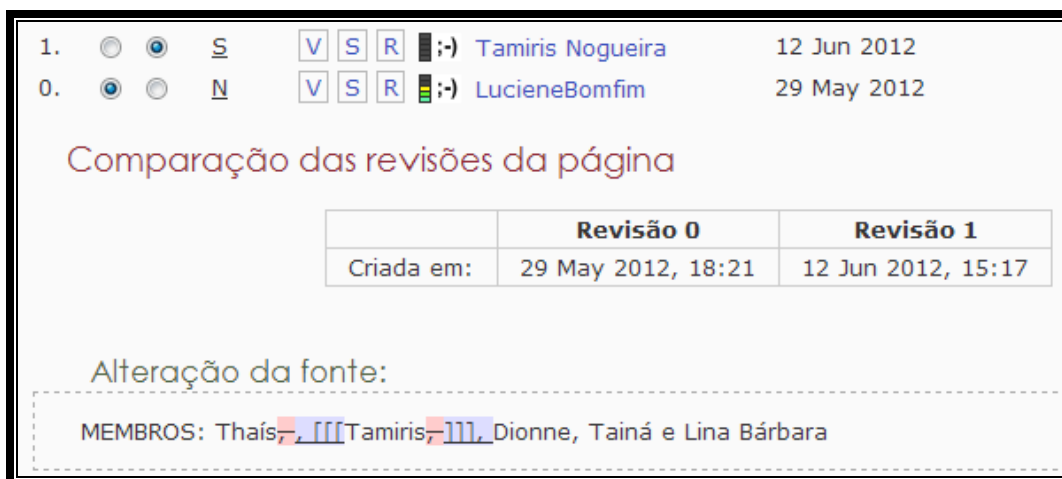 1. S V S R ;-) Tamiris Nogueira 12 Jun 2012
0. N V S R ;-) LucieneBomfim 29 May 2012
Comparação das revisões da página
Revisão 0 Revisão 1
Criada em: 29 May 2012, 18:21 12 Jun 2012, 15:17
Alteração da fonte:
MEMBROS: Thaís, , [[[Tamiris, ]]], Dionne, Tainá e Lina Bárbara